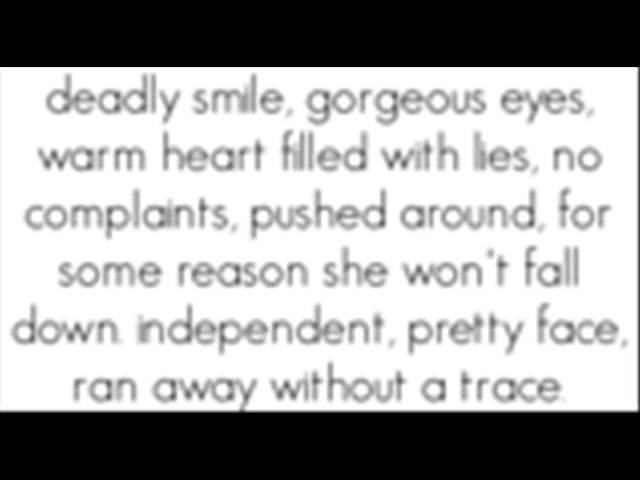 deadly smile, gorgeous eyes,
warm heart filled with lies, no
complaints, pushed around, for
some reason she won't fall
down. independent, pretty face,
ran away without a trace.